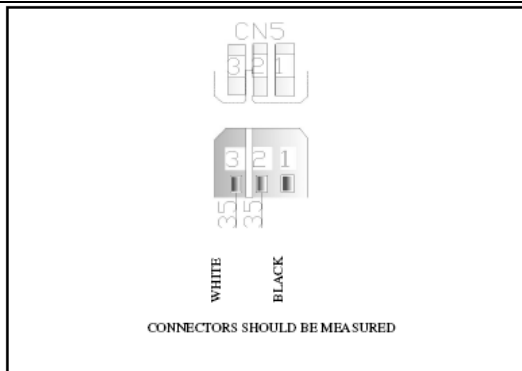 CN5
3 2 1
3 2 1
35 35
WHITE BLACK
CONNECTORS SHOULD BE MEASURED